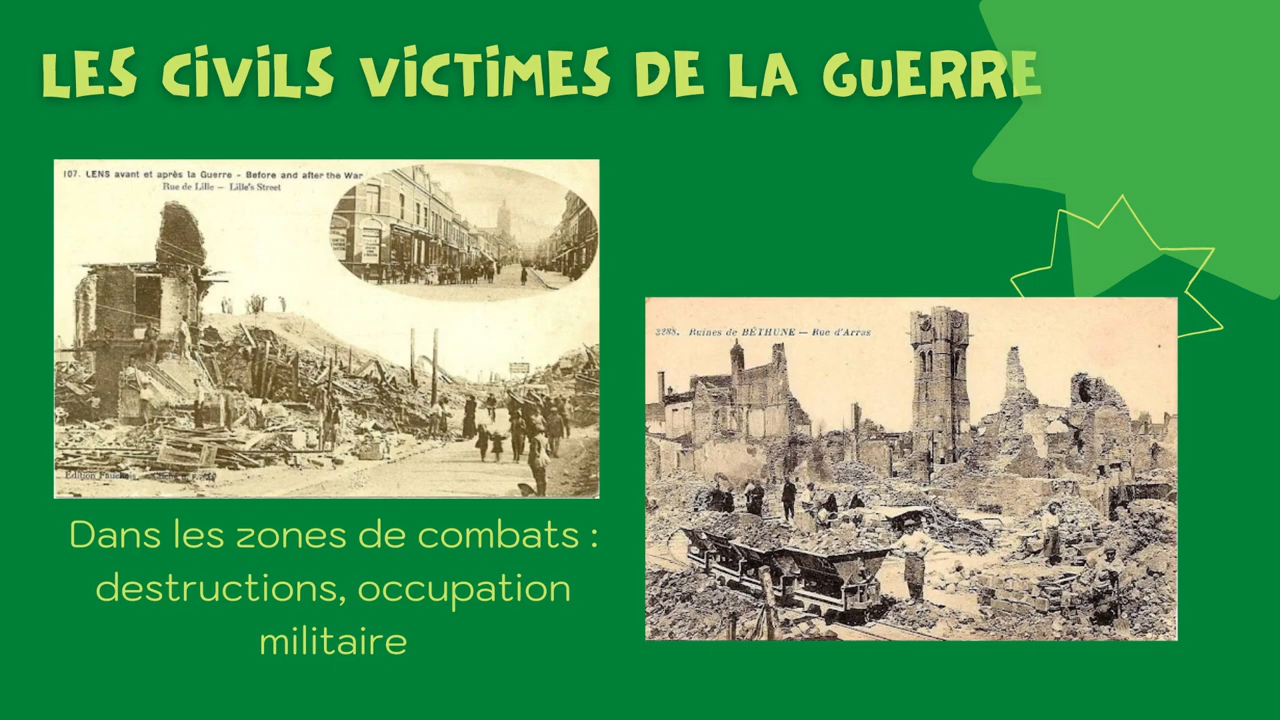 LES CIVILS VICTIMES DE LA GUERRE
107. LENS avant et après la Guerre - Before and after the War
Rue de Lille — Lille's Street
3288. Ruines de BÉTHUNE — Rue d'Arras
Edition
Dans les zones de combats :
destructions, occupation
militaire